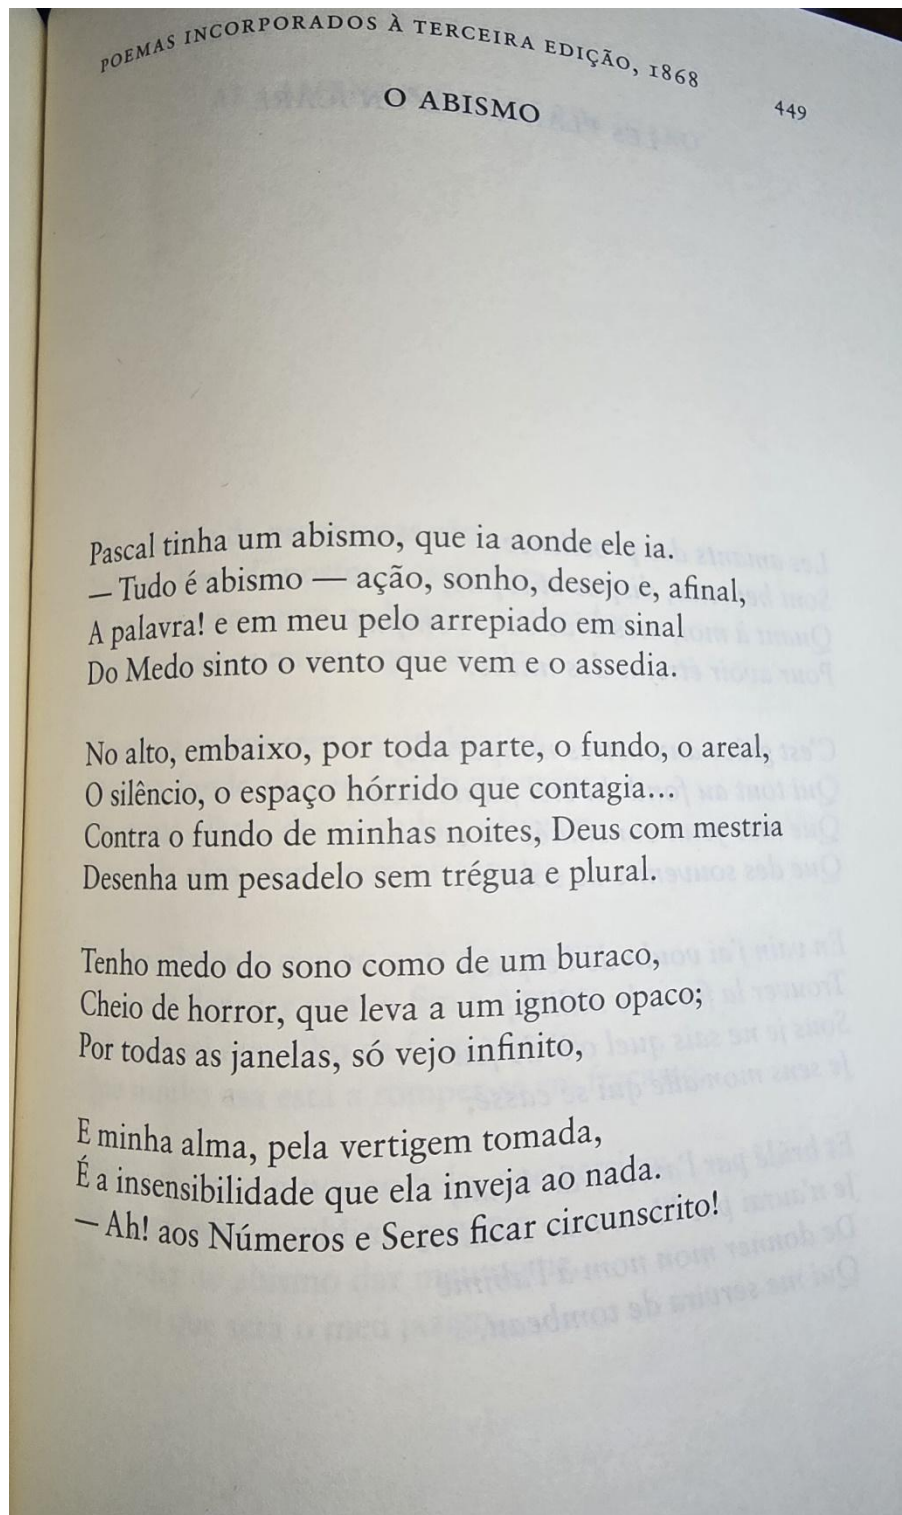 POEMAS INCORPORADOS À TERCEIRA EDIÇÃO, 1868
449
O ABISMO
Pascal tinha um abismo, que ia aonde ele ia.
— Tudo é abismo — ação, sonho, desejo e, afinal,
A palavra! e em meu pelo arrepiado em sinal
Do Medo sinto o vento que vem e o assedia.
No alto, embaixo, por toda parte, o fundo, o areal,
O silêncio, o espaço hórrido que contagia...
Contra o fundo de minhas noites, Deus com mestria
Desenha um pesadelo sem trégua e plural.
Tenho medo do sono como de um buraco,
Cheio de horror, que leva a um ignoto opaco;
Por todas as janelas, só vejo infinito,
E minha alma, pela vertigem tomada,
É a insensibilidade que ela inveja ao nada.
— Ah! aos Números e Seres ficar circunscrito!